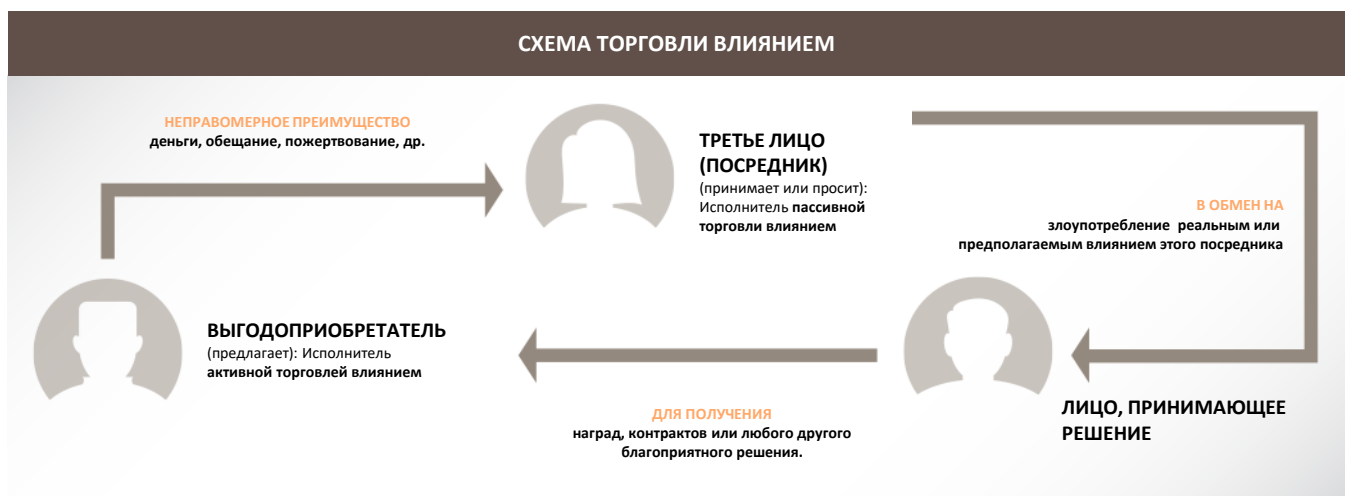 СХЕМА ТОРГОВЛИ ВЛИЯНИЕМ
НЕПРАВОМЕРНОЕ ПРЕИМУЩЕСТВО
деньги, обещание, пожертвование, др.
ТРЕТЬЕ ЛИЦО
(ПОСРЕДНИК)
(принимает или просит):
Исполнитель пассивной
торговли влиянием
В ОБМЕН НА
злоупотребление реальным или
предполагаемым влиянием этого посредника
ВЫГОДОПРИОБРЕТАТЕЛЬ
(предлагает): Исполнитель
активной торговлей влиянием
ДЛЯ ПОЛУЧЕНИЯ
наград, контрактов или любого другого
благоприятного решения.
ЛИЦО, ПРИНИМАЮЩЕЕ
РЕШЕНИЕ